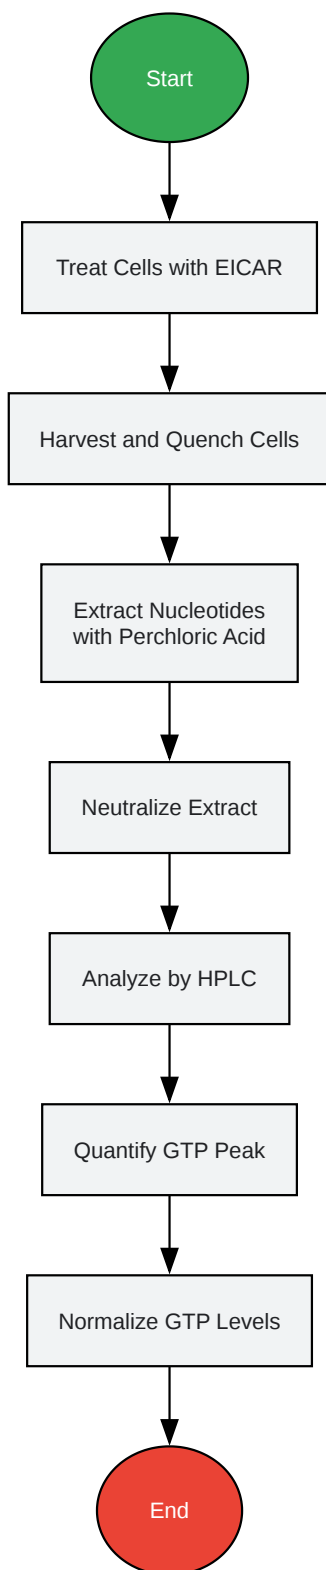 Start
Treat Cells with EICAR
Harvest and Quench Cells
Extract Nucleotides
with Perchloric Acid
Neutralize Extract
Analyze by HPLC
Quantify GTP Peak
Normalize GTP Levels
End